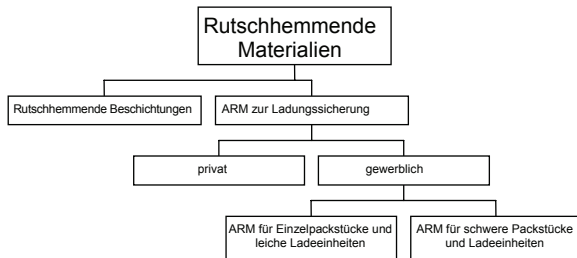 Rutschhemmende
Materialien
Rutschhemmende Beschichtungen
ARM zur Ladungssicherung
privat
gewerblich
ARM für Einzelpackstücke und
leiche Ladeeinheiten
ARM für schwere Packstücke
und Ladeeinheiten